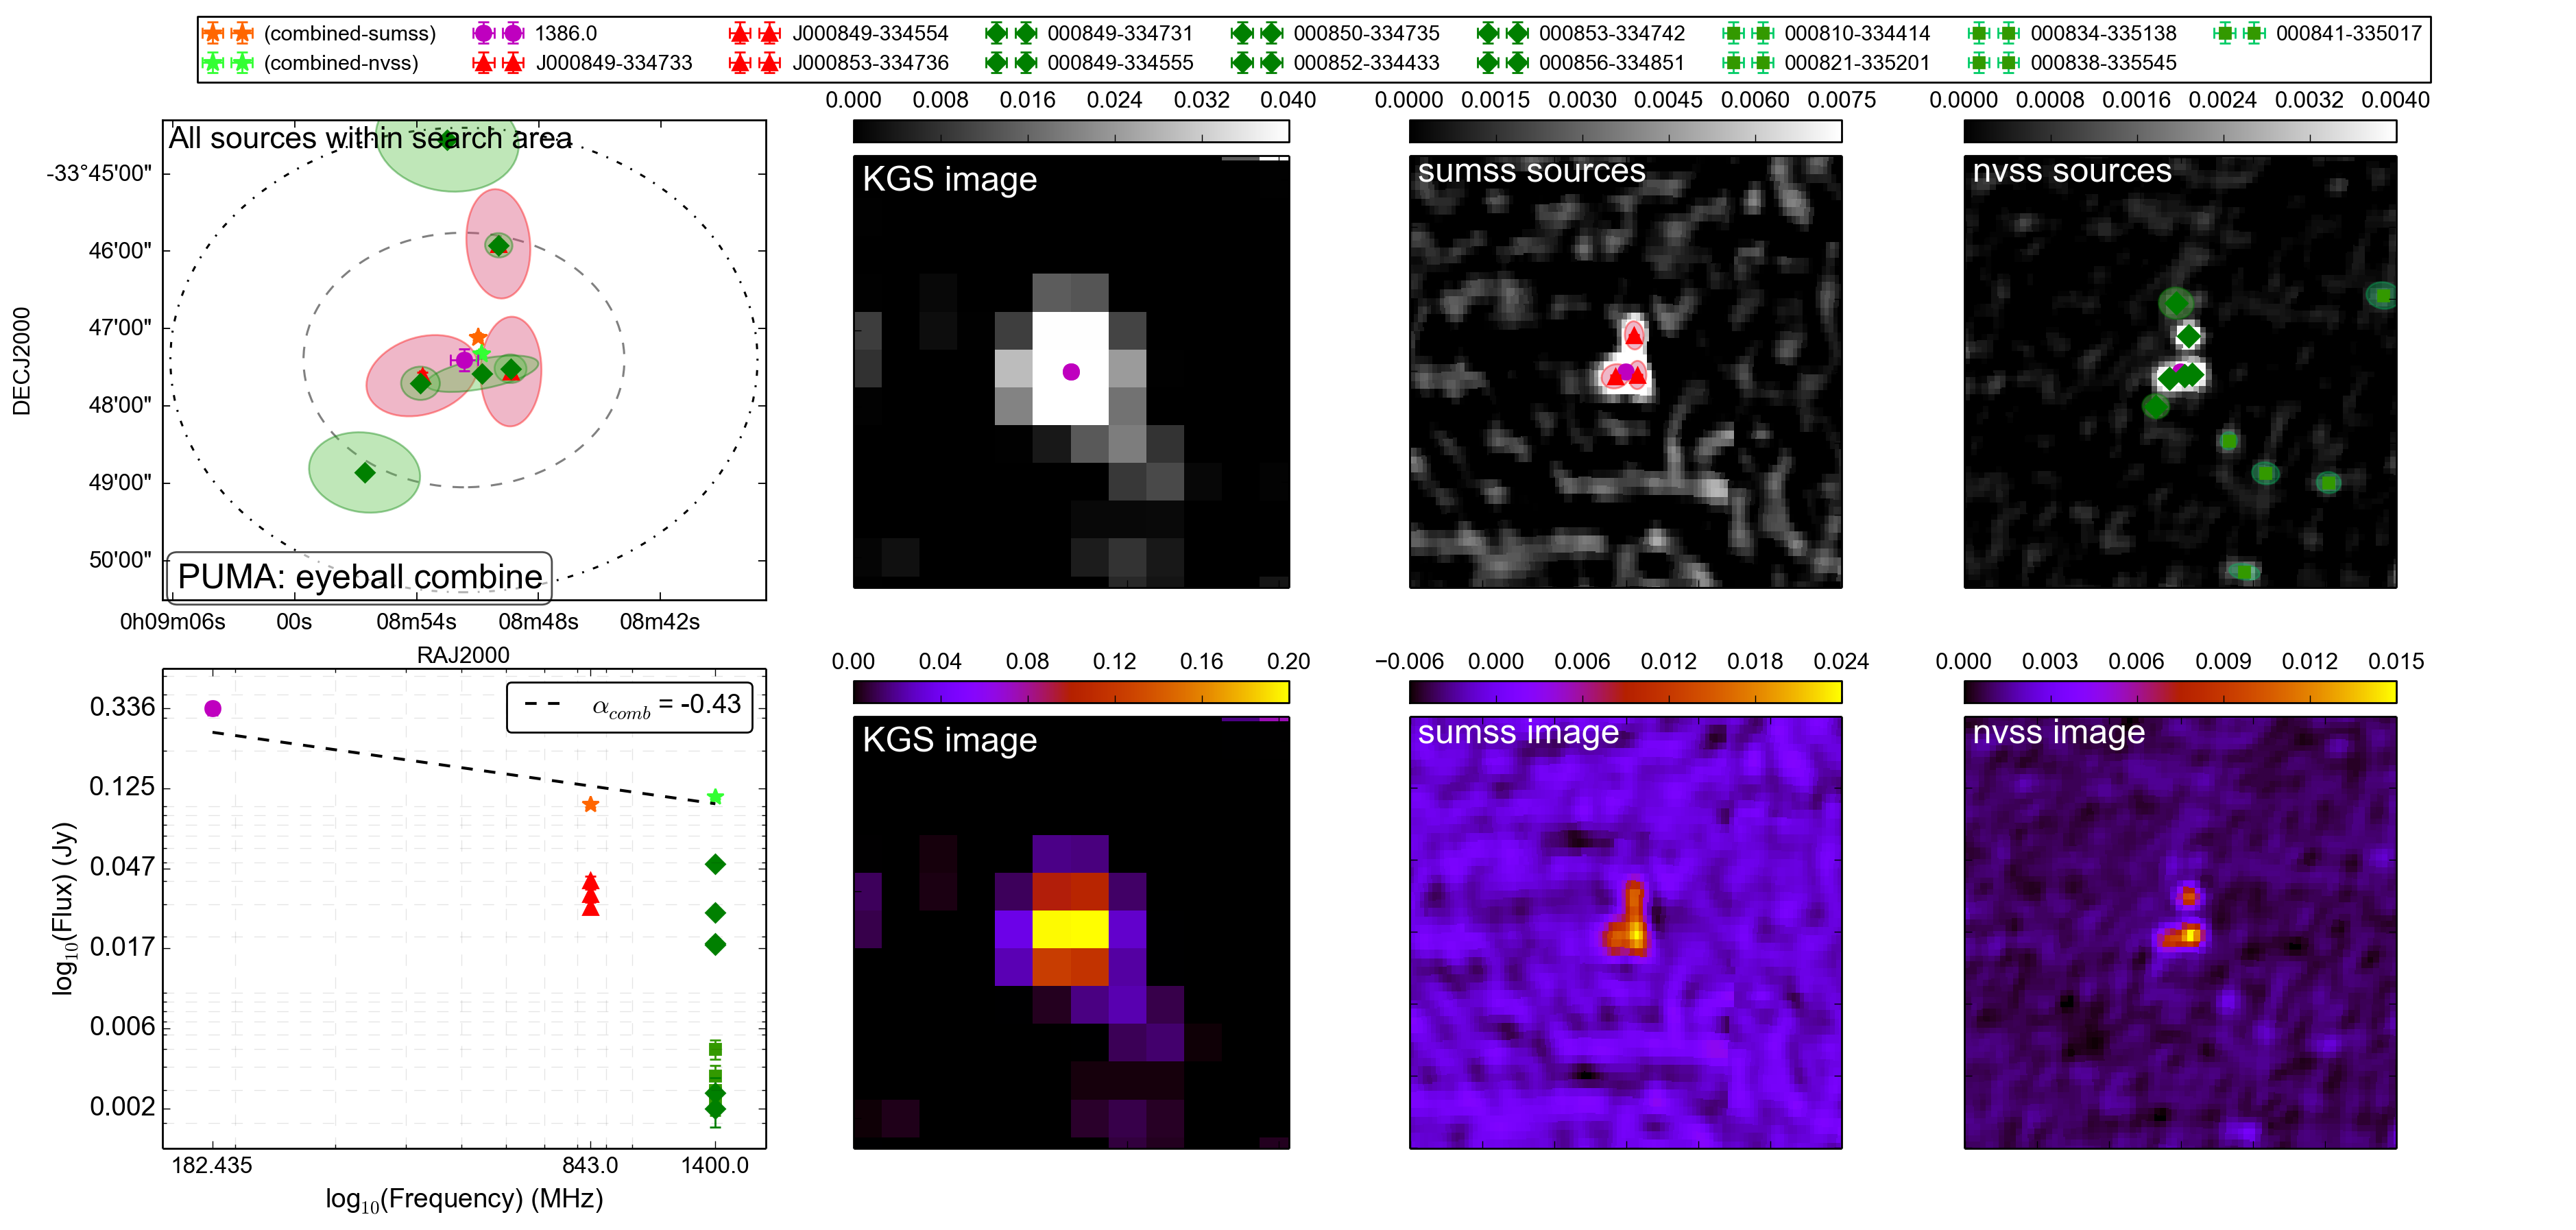 (combined-sumss) 1386.0 J000849-334554 000849-334731 000850-334735 000853-334742 000810-334414 000834-335138 000841-335017
(combined-nvss) J000849-334733 J000853-334736 000849-334555 000852-334433 000856-334851 000821-335201 000838-335545
0.000 0.008 0.016 0.024 0.032 0.040
0.0000 0.0015 0.0030 0.0045 0.0060 0.0075
0.0000 0.0008 0.0016 0.0024 0.0032 0.0040
All sources within search area
KGS image
sumss sources
nvss sources
DECJ2000
-33°45'00"
46'00"
47'00"
48'00"
49'00"
50'00"
PUMA: eyeball combine
0h09m06s 00s 08m54s 08m48s 08m42s
RAJ2000
0.00 0.04 0.08 0.12 0.16 0.20
−0.006 0.000 0.006 0.012 0.018 0.024
0.000 0.003 0.006 0.009 0.012 0.015
KGS image
sumss image
nvss image
α_comb = -0.43
log₁₀(Flux) (Jy)
0.336
0.125
0.047
0.017
0.006
0.002
182.435 843.0 1400.0
log₁₀(Frequency) (MHz)